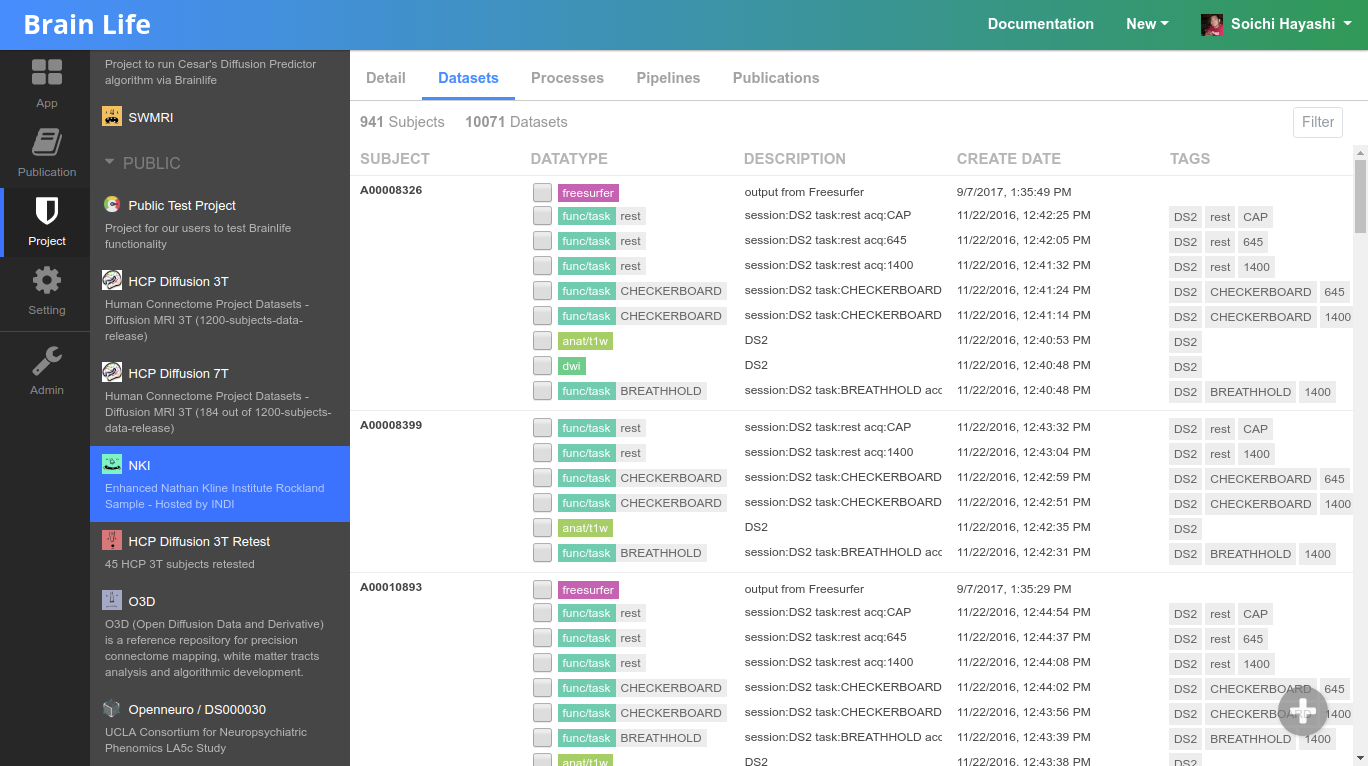 Brain Life
Documentation New Soichi Hayashi
App
Publication
Project
Setting
Admin
Project to run Cesar's Diffusion Predictor
algorithm via Brainlife
SWMRI
PUBLIC
Public Test Project
Project for our users to test Brainlife
functionality
HCP Diffusion 3T
Human Connectome Project Datasets -
Diffusion MRI 3T (1200-subjects-data-
release)
HCP Diffusion 7T
Human Connectome Project Datasets -
Diffusion MRI 3T (184 out of 1200-subjects-
data-release)
NKI
Enhanced Nathan Kline Institute Rockland
Sample - Hosted by INDI
HCP Diffusion 3T Retest
45 HCP 3T subjects retested
O3D
O3D (Open Diffusion Data and Derivative)
is a reference repository for precision
connectome mapping, white matter tracts
analysis and algorithmic development.
Openneuro / DS000030
UCLA Consortium for Neuropsychiatric
Phenomics LA5c Study
Detail Datasets Processes Pipelines Publications
941 Subjects 10071 Datasets Filter
SUBJECT DATATYPE DESCRIPTION CREATE DATE TAGS
A00008326 freesurfer output from Freesurfer 9/7/2017, 1:35:49 PM
func/task rest session:DS2 task:rest acq:CAP 11/22/2016, 12:42:25 PM DS2 rest CAP
func/task rest session:DS2 task:rest acq:645 11/22/2016, 12:42:05 PM DS2 rest 645
func/task rest session:DS2 task:rest acq:1400 11/22/2016, 12:41:32 PM DS2 rest 1400
func/task CHECKERBOARD session:DS2 task:CHECKERBOARD 11/22/2016, 12:41:24 PM DS2 CHECKERBOARD 645
func/task CHECKERBOARD session:DS2 task:CHECKERBOARD 11/22/2016, 12:41:14 PM DS2 CHECKERBOARD 1400
anat/t1w DS2 11/22/2016, 12:40:53 PM DS2
dwi DS2 11/22/2016, 12:40:48 PM DS2
func/task BREATHHOLD session:DS2 task:BREATHHOLD acc 11/22/2016, 12:40:48 PM DS2 BREATHHOLD 1400
A00008399 func/task rest session:DS2 task:rest acq:CAP 11/22/2016, 12:43:32 PM DS2 rest CAP
func/task rest session:DS2 task:rest acq:1400 11/22/2016, 12:43:04 PM DS2 rest 1400
func/task CHECKERBOARD session:DS2 task:CHECKERBOARD 11/22/2016, 12:42:59 PM DS2 CHECKERBOARD 645
func/task CHECKERBOARD session:DS2 task:CHECKERBOARD 11/22/2016, 12:42:51 PM DS2 CHECKERBOARD 1400
anat/t1w DS2 11/22/2016, 12:42:35 PM DS2
func/task BREATHHOLD session:DS2 task:BREATHHOLD acc 11/22/2016, 12:42:31 PM DS2 BREATHHOLD 1400
A00010893 freesurfer output from Freesurfer 9/7/2017, 1:35:29 PM
func/task rest session:DS2 task:rest acq:CAP 11/22/2016, 12:44:54 PM DS2 rest CAP
func/task rest session:DS2 task:rest acq:645 11/22/2016, 12:44:37 PM DS2 rest 645
func/task rest session:DS2 task:rest acq:1400 11/22/2016, 12:44:08 PM DS2 rest 1400
func/task CHECKERBOARD session:DS2 task:CHECKERBOARD 11/22/2016, 12:44:02 PM DS2 CHECKERBOARD 645
func/task CHECKERBOARD session:DS2 task:CHECKERBOARD 11/22/2016, 12:43:56 PM DS2 CHECKERBOARD 1400
func/task BREATHHOLD session:DS2 task:BREATHHOLD acc 11/22/2016, 12:43:39 PM DS2 BREATHHOLD 1400
anat/t1w DS2 11/22/2016, 12:43:38 PM DS2